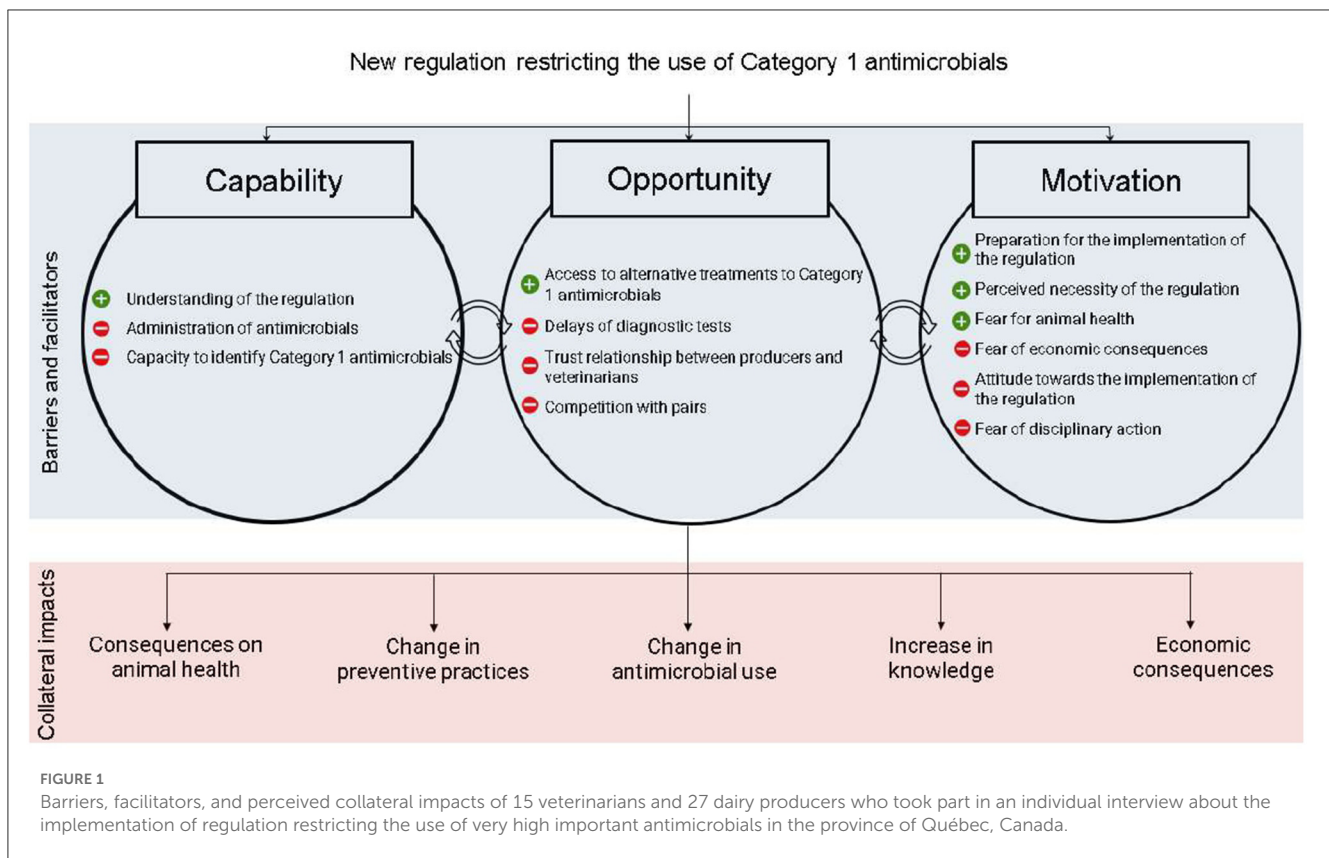 New regulation restricting the use of Category 1 antimicrobials
Barriers and facilitators
Capability
Understanding of the regulation
Administration of antimicrobials
Capacity to identify Category 1 antimicrobials
Opportunity
Access to alternative treatments to Category
1 antimicrobials
Delays of diagnostic tests
Trust relationship between producers and
veterinarians
Competition with pairs
Motivation
Preparation for the implementation of
the regulation
Perceived necessity of the regulation
Fear for animal health
Fear of economic consequences
Attitude towards the implementation of
the regulation
Fear of disciplinary action
Collateral impacts
Consequences on
animal health
Change in
preventive practices
Change in
antimicrobial use
Increase in
knowledge
Economic
consequences
FIGURE 1
Barriers, facilitators, and perceived collateral impacts of 15 veterinarians and 27 dairy producers who took part in an individual interview about the
implementation of regulation restricting the use of very high important antimicrobials in the province of Québec, Canada.